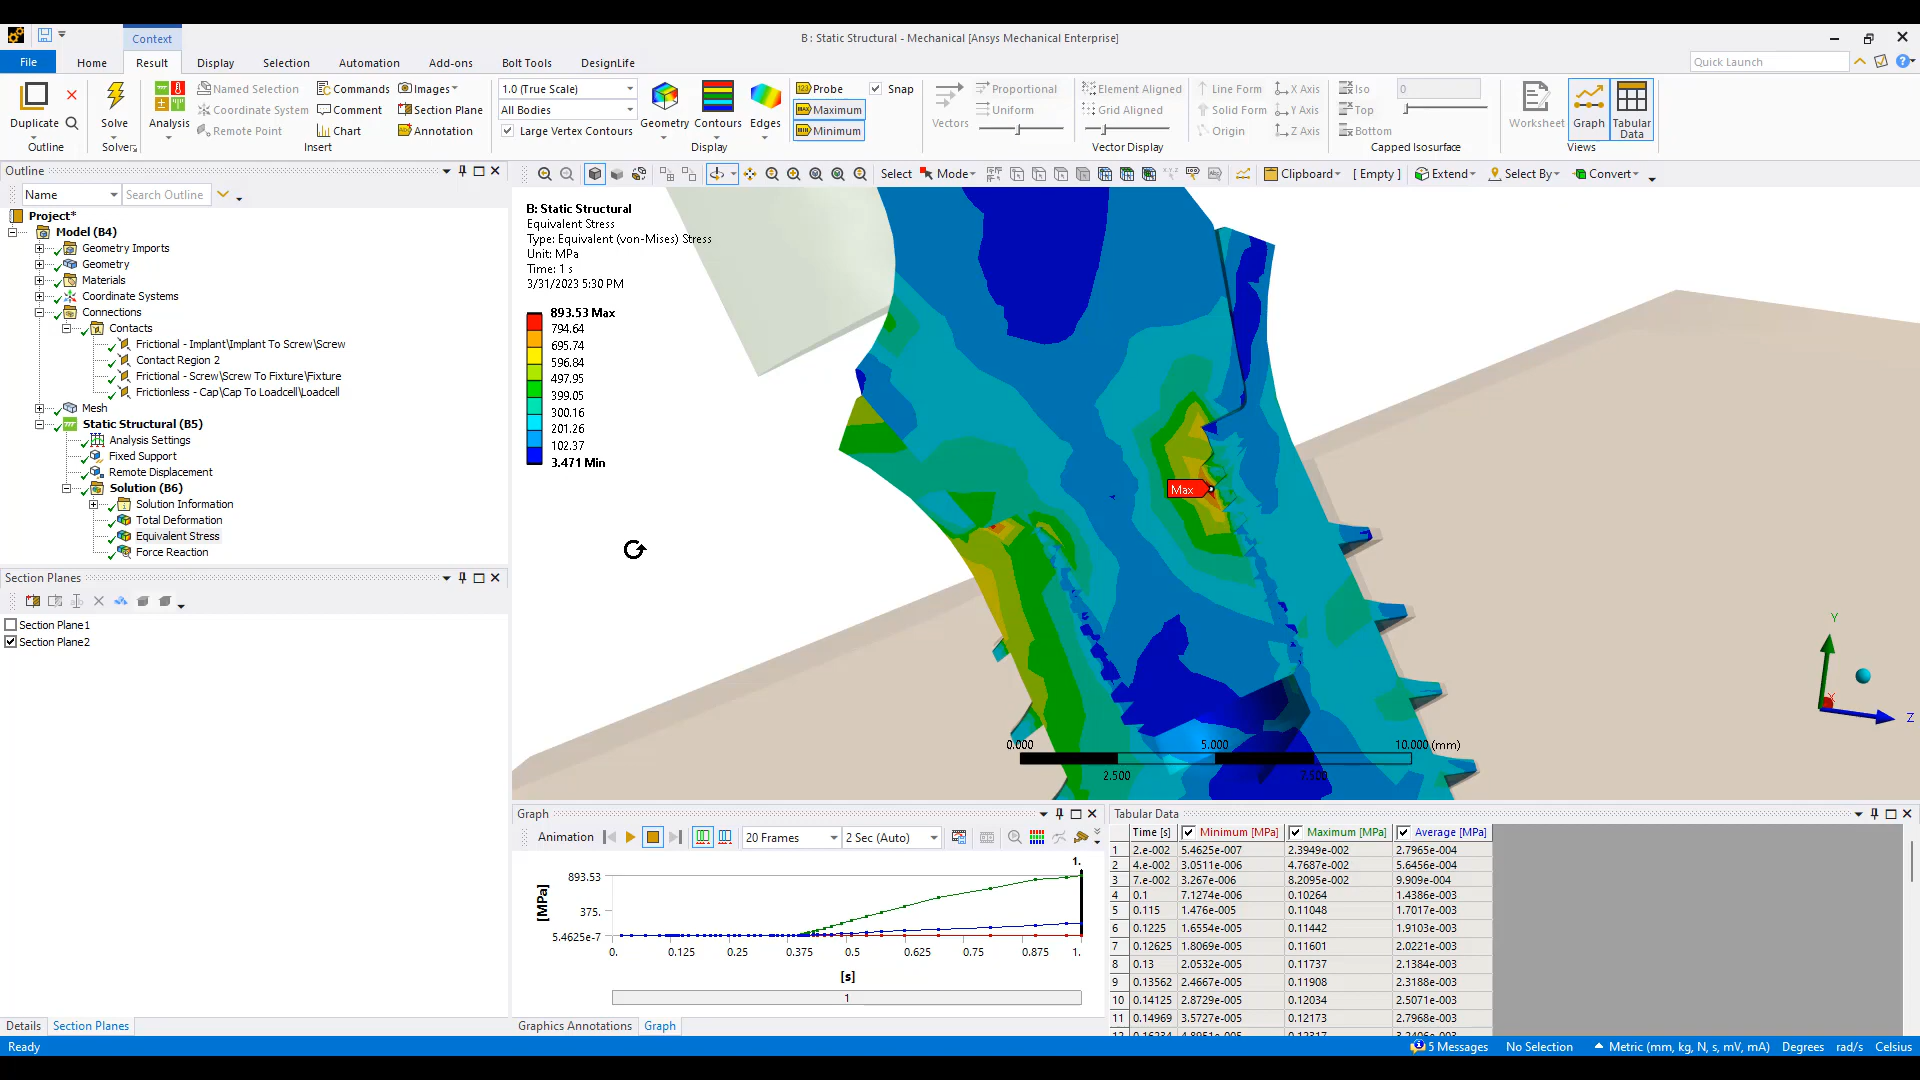 Context
B : Static Structural - Mechanical [Ansys Mechanical Enterprise]
File Home Result Display Selection Automation Add-ons Bolt Tools DesignLife Quick Launch
Duplicate
Outline
Solve
Solver
Analysis
Named Selection
Coordinate System
Remote Point
Commands
Comment
Chart
Images
Section Plane
Annotation
Insert
1.0 (True Scale)
All Bodies
Large Vertex Contours
Geometry
Contours
Edges
Display
Probe
Maximum
Minimum
Snap
Vectors
Proportional
Uniform
Element Aligned
Grid Aligned
Line Form
Solid Form
Origin
X Axis
Y Axis
Z Axis
Vector Display
Iso
Top
Bottom
0
Capped Isosurface
Worksheet
Graph
Tabular Data
Views
Outline
Name
Search Outline
Select Mode Clipboard [ Empty ] Extend Select By Convert
Project*
Model (B4)
Geometry Imports
Geometry
Materials
Coordinate Systems
Connections
Contacts
Frictional - Implant\Implant To Screw\Screw
Contact Region 2
Frictional - Screw\Screw To Fixture\Fixture
Frictionless - Cap\Cap To Loadcell\Loadcell
Mesh
Static Structural (B5)
Analysis Settings
Fixed Support
Remote Displacement
Solution (B6)
Solution Information
Total Deformation
Equivalent Stress
Force Reaction
Section Planes
Section Plane1
Section Plane2
Details Section Planes
B: Static Structural
Equivalent Stress
Type: Equivalent (von-Mises) Stress
Unit: MPa
Time: 1 s
3/31/2023 5:30 PM
893.53 Max
794.64
695.74
596.84
497.95
399.05
300.16
201.26
102.37
3.471 Min
Max
Y
X
Z
0.000 5.000 10.000 (mm)
2.500 7.500
Graph
Animation 20 Frames 2 Sec (Auto)
1.
893.53
375.
5.4625e-7
[MPa]
0. 0.125 0.25 0.375 0.5 0.625 0.75 0.875 1.
[s]
1
Graphics Annotations Graph
Tabular Data
Time [s] Minimum [MPa] Maximum [MPa] Average [MPa]
1 2.e-002 5.4625e-007 2.3949e-002 2.7965e-004
2 4.e-002 3.0511e-006 4.7687e-002 5.6456e-004
3 7.e-002 3.267e-006 8.2095e-002 9.909e-004
4 0.1 7.1274e-006 0.10264 1.4386e-003
5 0.115 1.476e-005 0.11048 1.7017e-003
6 0.1225 1.6554e-005 0.11442 1.9103e-003
7 0.12625 1.8069e-005 0.11601 2.0221e-003
8 0.13 2.0532e-005 0.11737 2.1384e-003
9 0.13562 2.4667e-005 0.11908 2.3188e-003
10 0.14125 2.8729e-005 0.12034 2.5071e-003
11 0.14969 3.5727e-005 0.12173 2.7968e-003
Ready 5 Messages No Selection Metric (mm, kg, N, s, mV, mA) Degrees rad/s Celsius